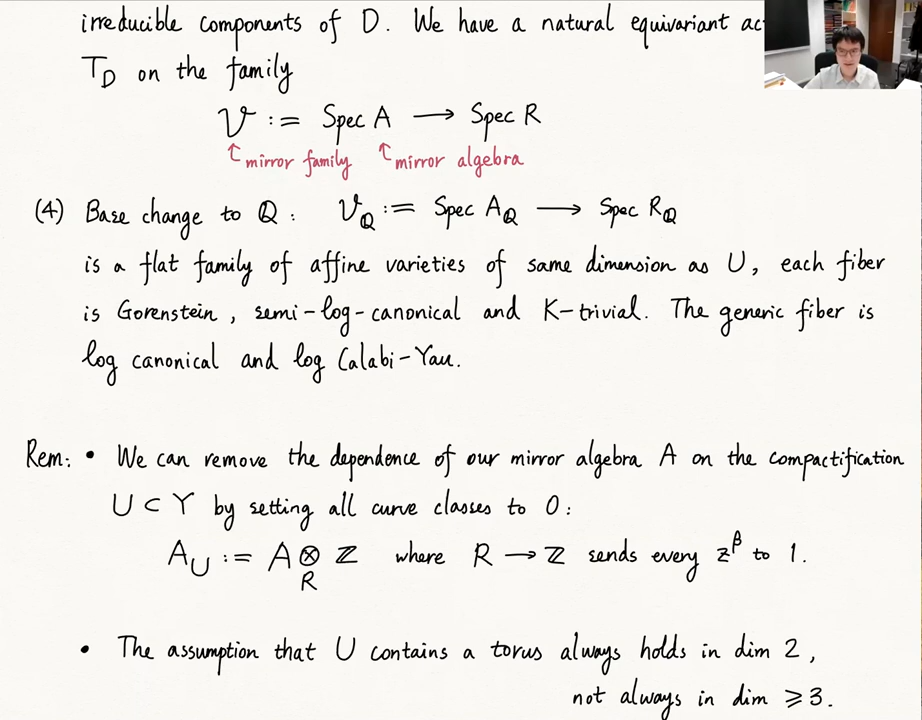 irreducible components of D. We have a natural equivariant
T_D on the family
𝒱 := Spec A ⟶ Spec R
↑ mirror family ↑ mirror algebra
(4) Base change to ℚ : 𝒱_ℚ := Spec A_ℚ ⟶ Spec R_ℚ
is a flat family of affine varieties of same dimension as U, each fiber
is Gorenstein, semi-log-canonical and K-trivial. The generic fiber is
log canonical and log Calabi-Yau.
Rem: • We can remove the dependence of our mirror algebra A on the compactification
U ⊂ Y by setting all curve classes to 0:
A_U := A ⊗_R ℤ where R ⟶ ℤ sends every z^β to 1.
• The assumption that U contains a torus always holds in dim 2,
not always in dim ⩾ 3.